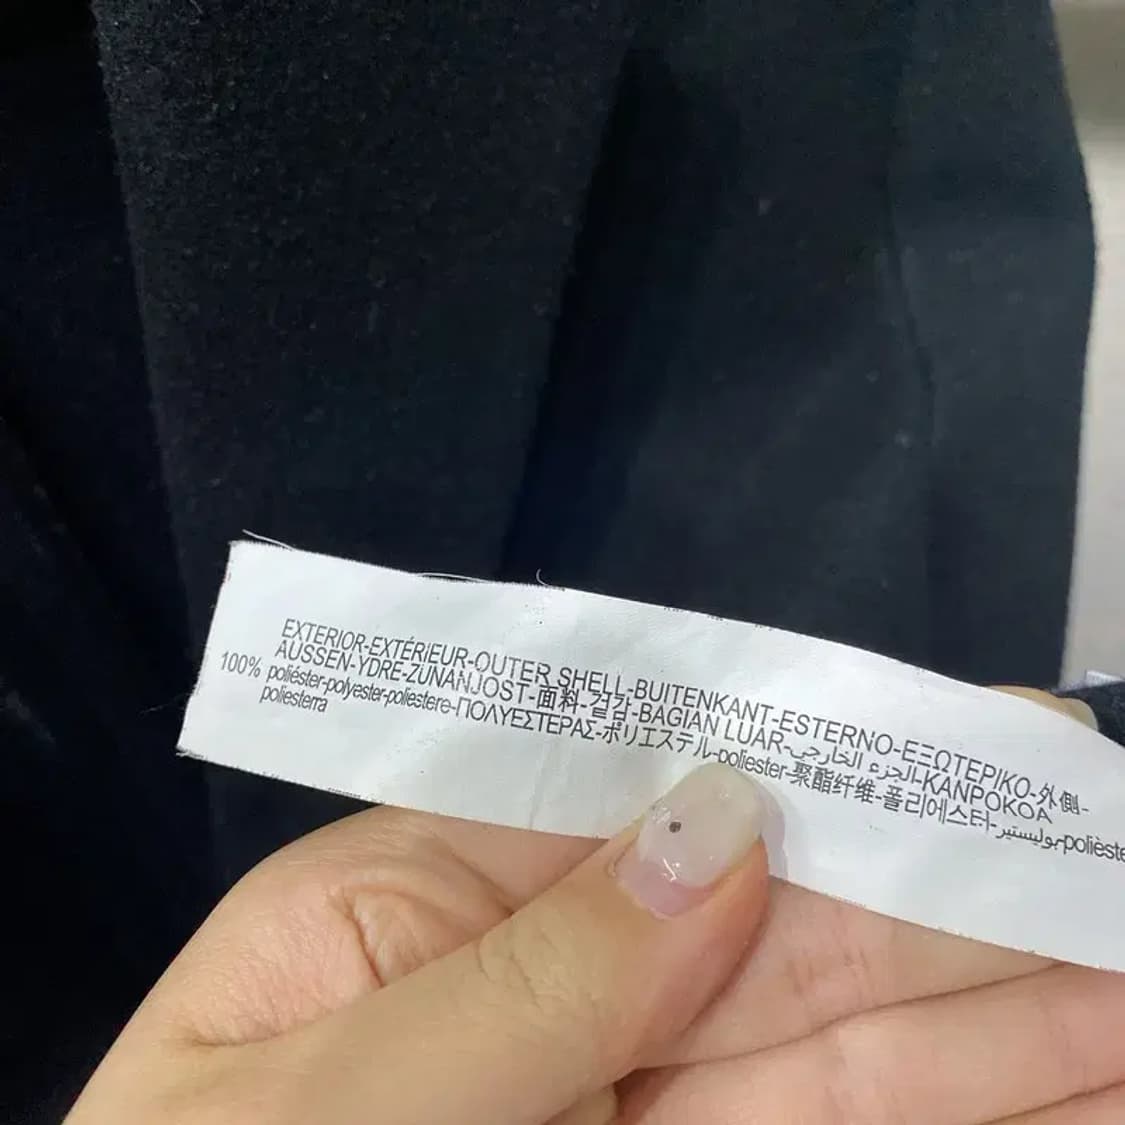 EXTERIOR-EXTÉRIEUR-OUTER SHELL-BUITENKANT-ESTERNO-ΕΞΩΤΕΡΙΚΟ-外側-
AUSSEN-YDRE-ZUNANJOST-面料-겉감-BAGIAN LUAR-الجزء الخارجي-KANPOKOA
100% poliéster-polyester-poliestere-ΠΟΛΥΕΣΤΕΡΑΣ-ポリエステル-poliester-聚酯纤维-폴리에스터-بوليستير-
poliesterra